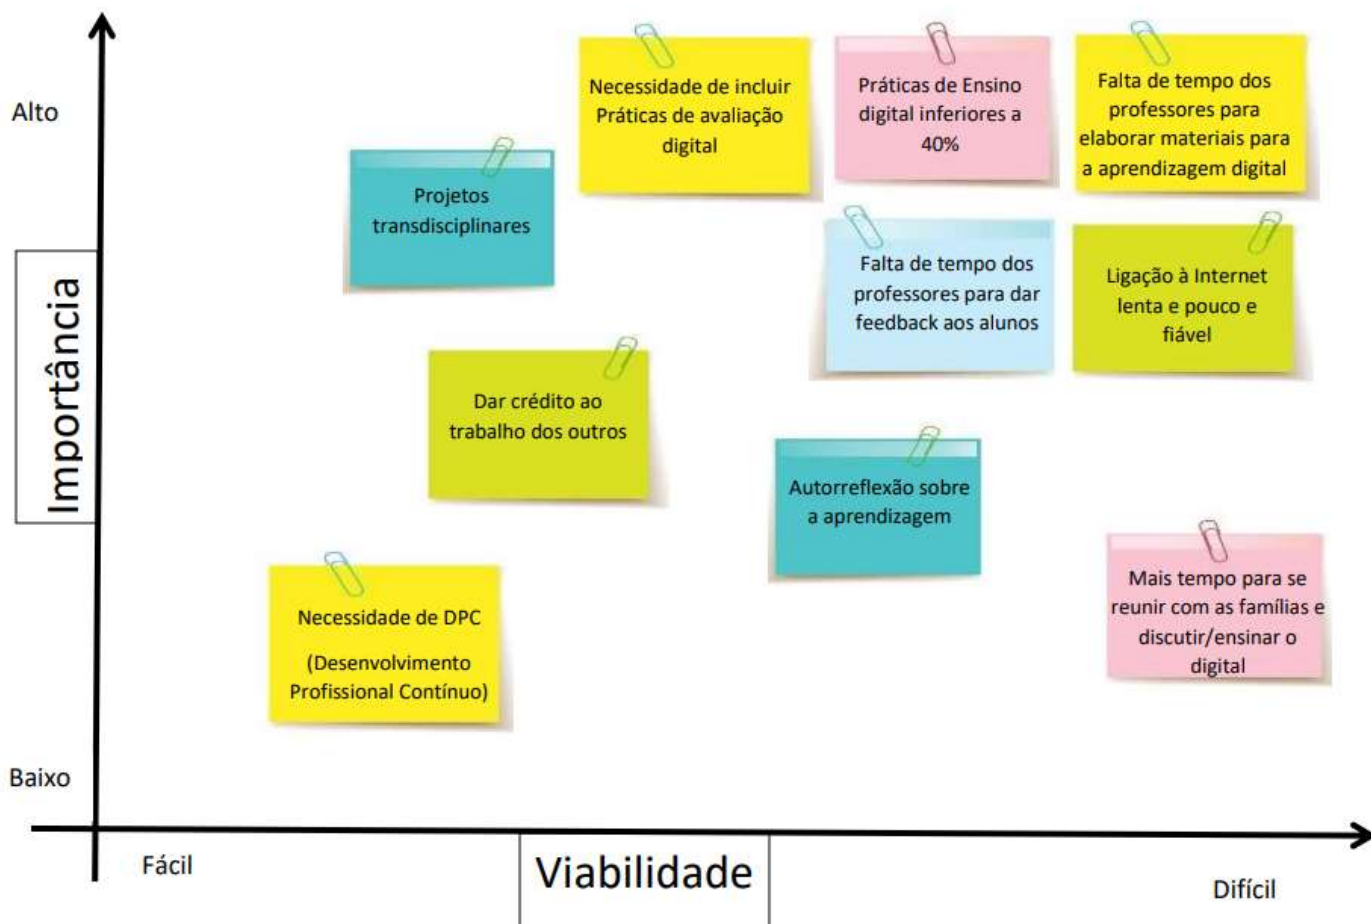 Alto
Necessidade de incluir
Práticas de avaliação
digital
Práticas de Ensino
digital inferiores a
40%
Falta de tempo dos
professores para
elaborar materiais para
a aprendizagem digital
Projetos
transdisciplinares
Falta de tempo dos
professores para dar
feedback aos alunos
Ligação à Internet
lenta e pouco e
fiável
Importância
Dar crédito ao
trabalho dos outros
Autorreflexão sobre
a aprendizagem
Mais tempo para se
reunir com as famílias e
discutir/ensinar o
digital
Necessidade de DPC
(Desenvolvimento
Profissional Contínuo)
Baixo
Fácil
Viabilidade
Difícil